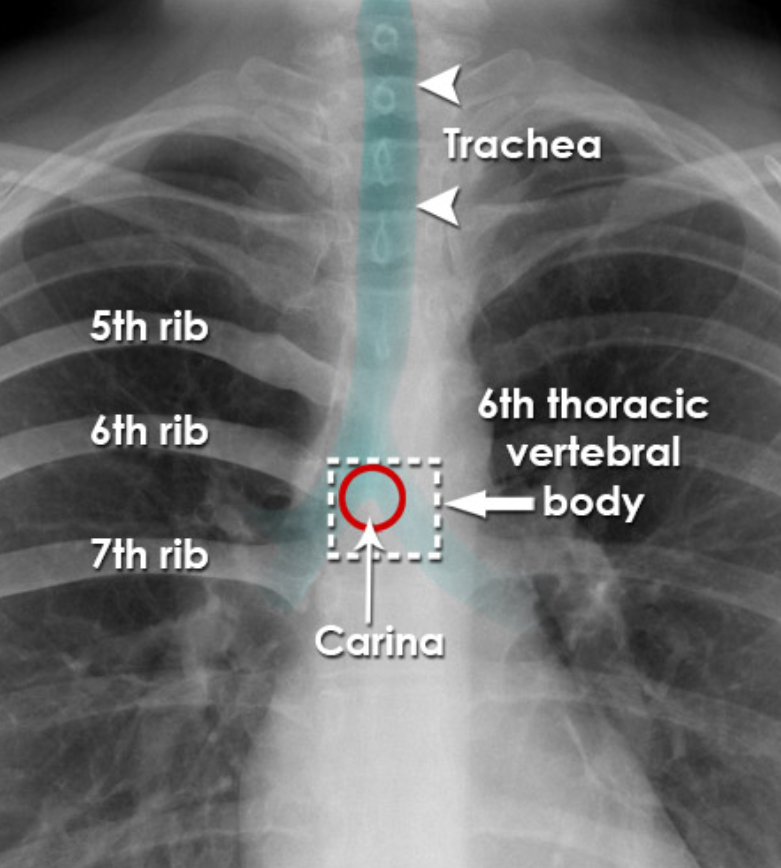 Trachea
5th rib
6th rib
6th thoracic
vertebral
body
7th rib
Carina